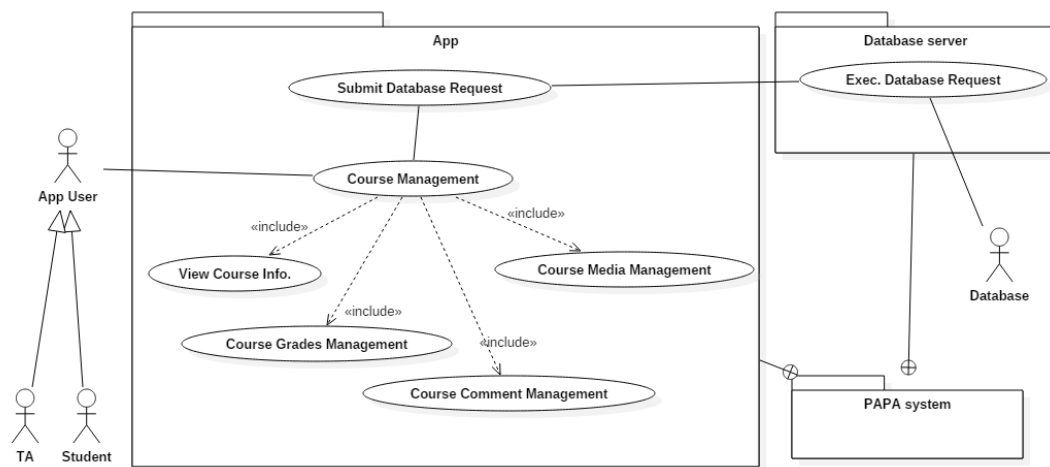 App
Database server
Submit Database Request
Exec. Database Request
App User
Course Management
«include»
«include»
View Course Info.
Course Media Management
Database
«include»
Course Grades Management
«include»
Course Comment Management
PAPA system
TA
Student